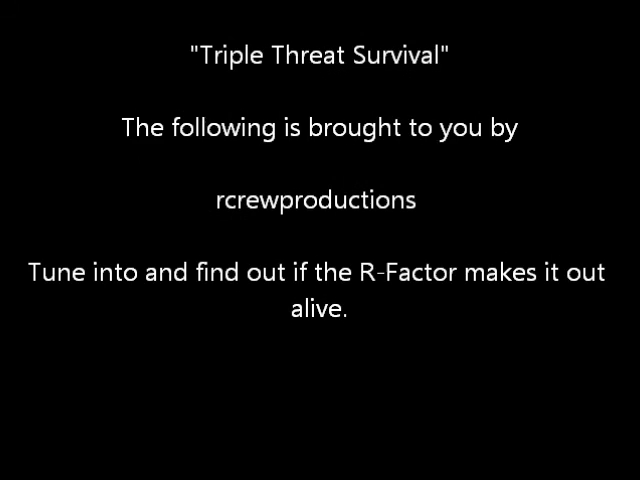 "Triple Threat Survival"
The following is brought to you by
rcrewproductions
Tune into and find out if the R-Factor makes it out
alive.